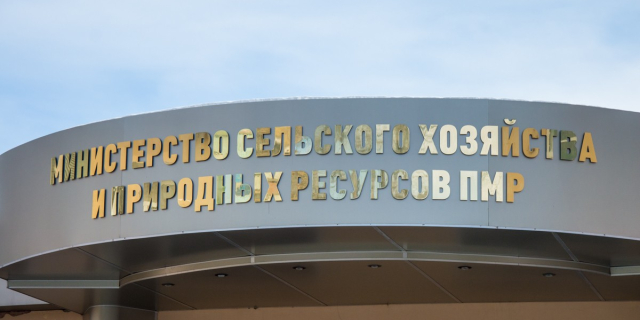 МИНИСТЕРСТВО СЕЛЬСКОГО ХОЗЯЙСТВА
И ПРИРОДНЫХ РЕСУРСОВ ПМР